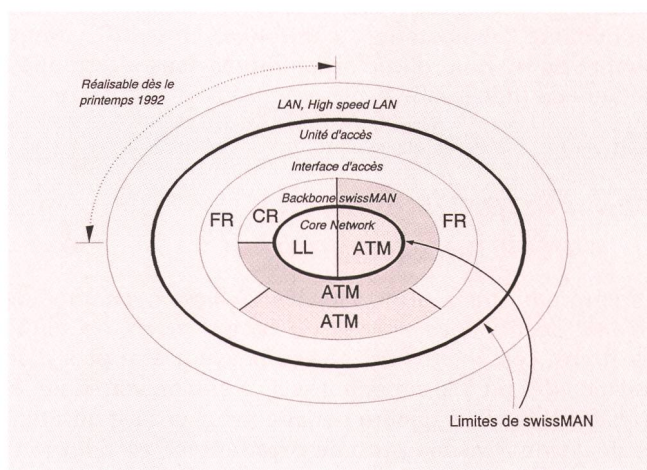 Réalisable dès le
printemps 1992
LAN, High speed LAN
Unité d'accès
Interface d'accès
Backbone swissMAN
FR
CR
FR
Core Network
LL
ATM
ATM
ATM
Limites de swissMAN